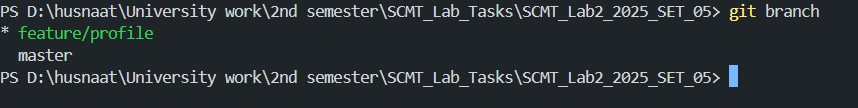 PS D:\husnaat\University work\2nd semester\SCMT_Lab_Tasks\SCMT_Lab2_2025_SET_05> git branch
* feature/profile
  master
PS D:\husnaat\University work\2nd semester\SCMT_Lab_Tasks\SCMT_Lab2_2025_SET_05>